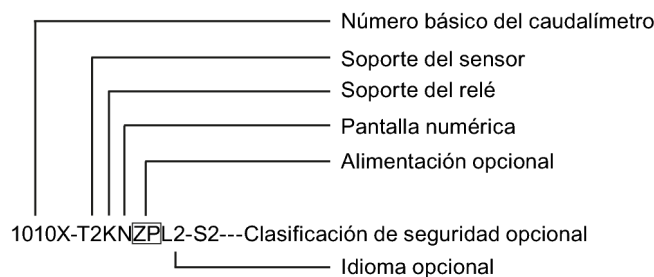 Número básico del caudalímetro
Soporte del sensor
Soporte del relé
Pantalla numérica
Alimentación opcional
1010X-T2KNZPL2-S2---Clasificación de seguridad opcional
Idioma opcional